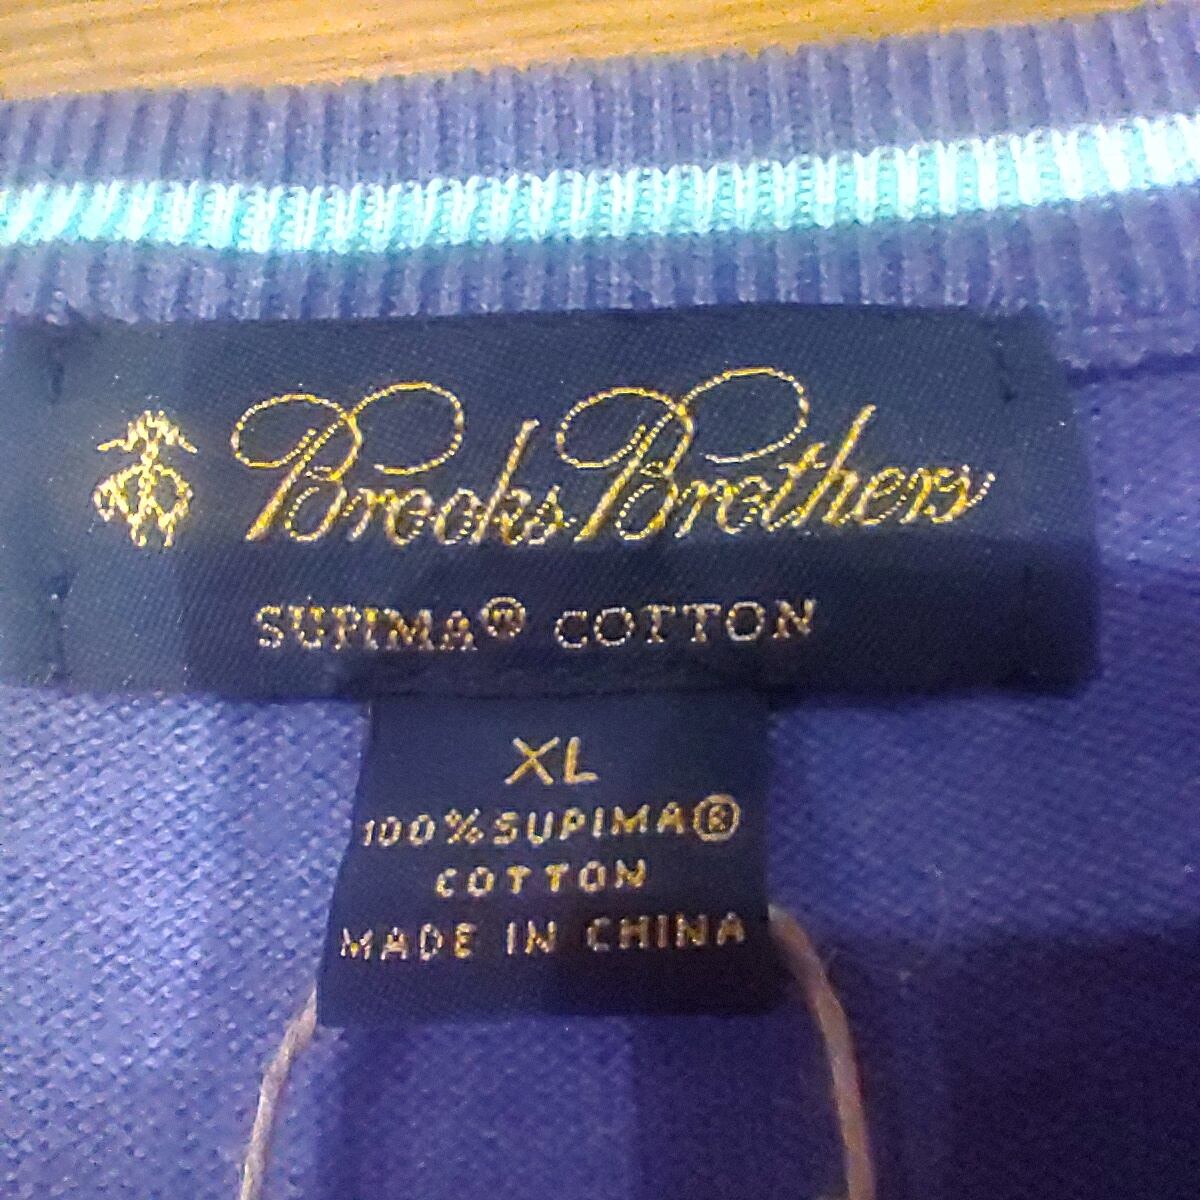 Brooks Brothers
SUPIMA® COTTON
XL
100% SUPIMA®
COTTON
MADE IN CHINA